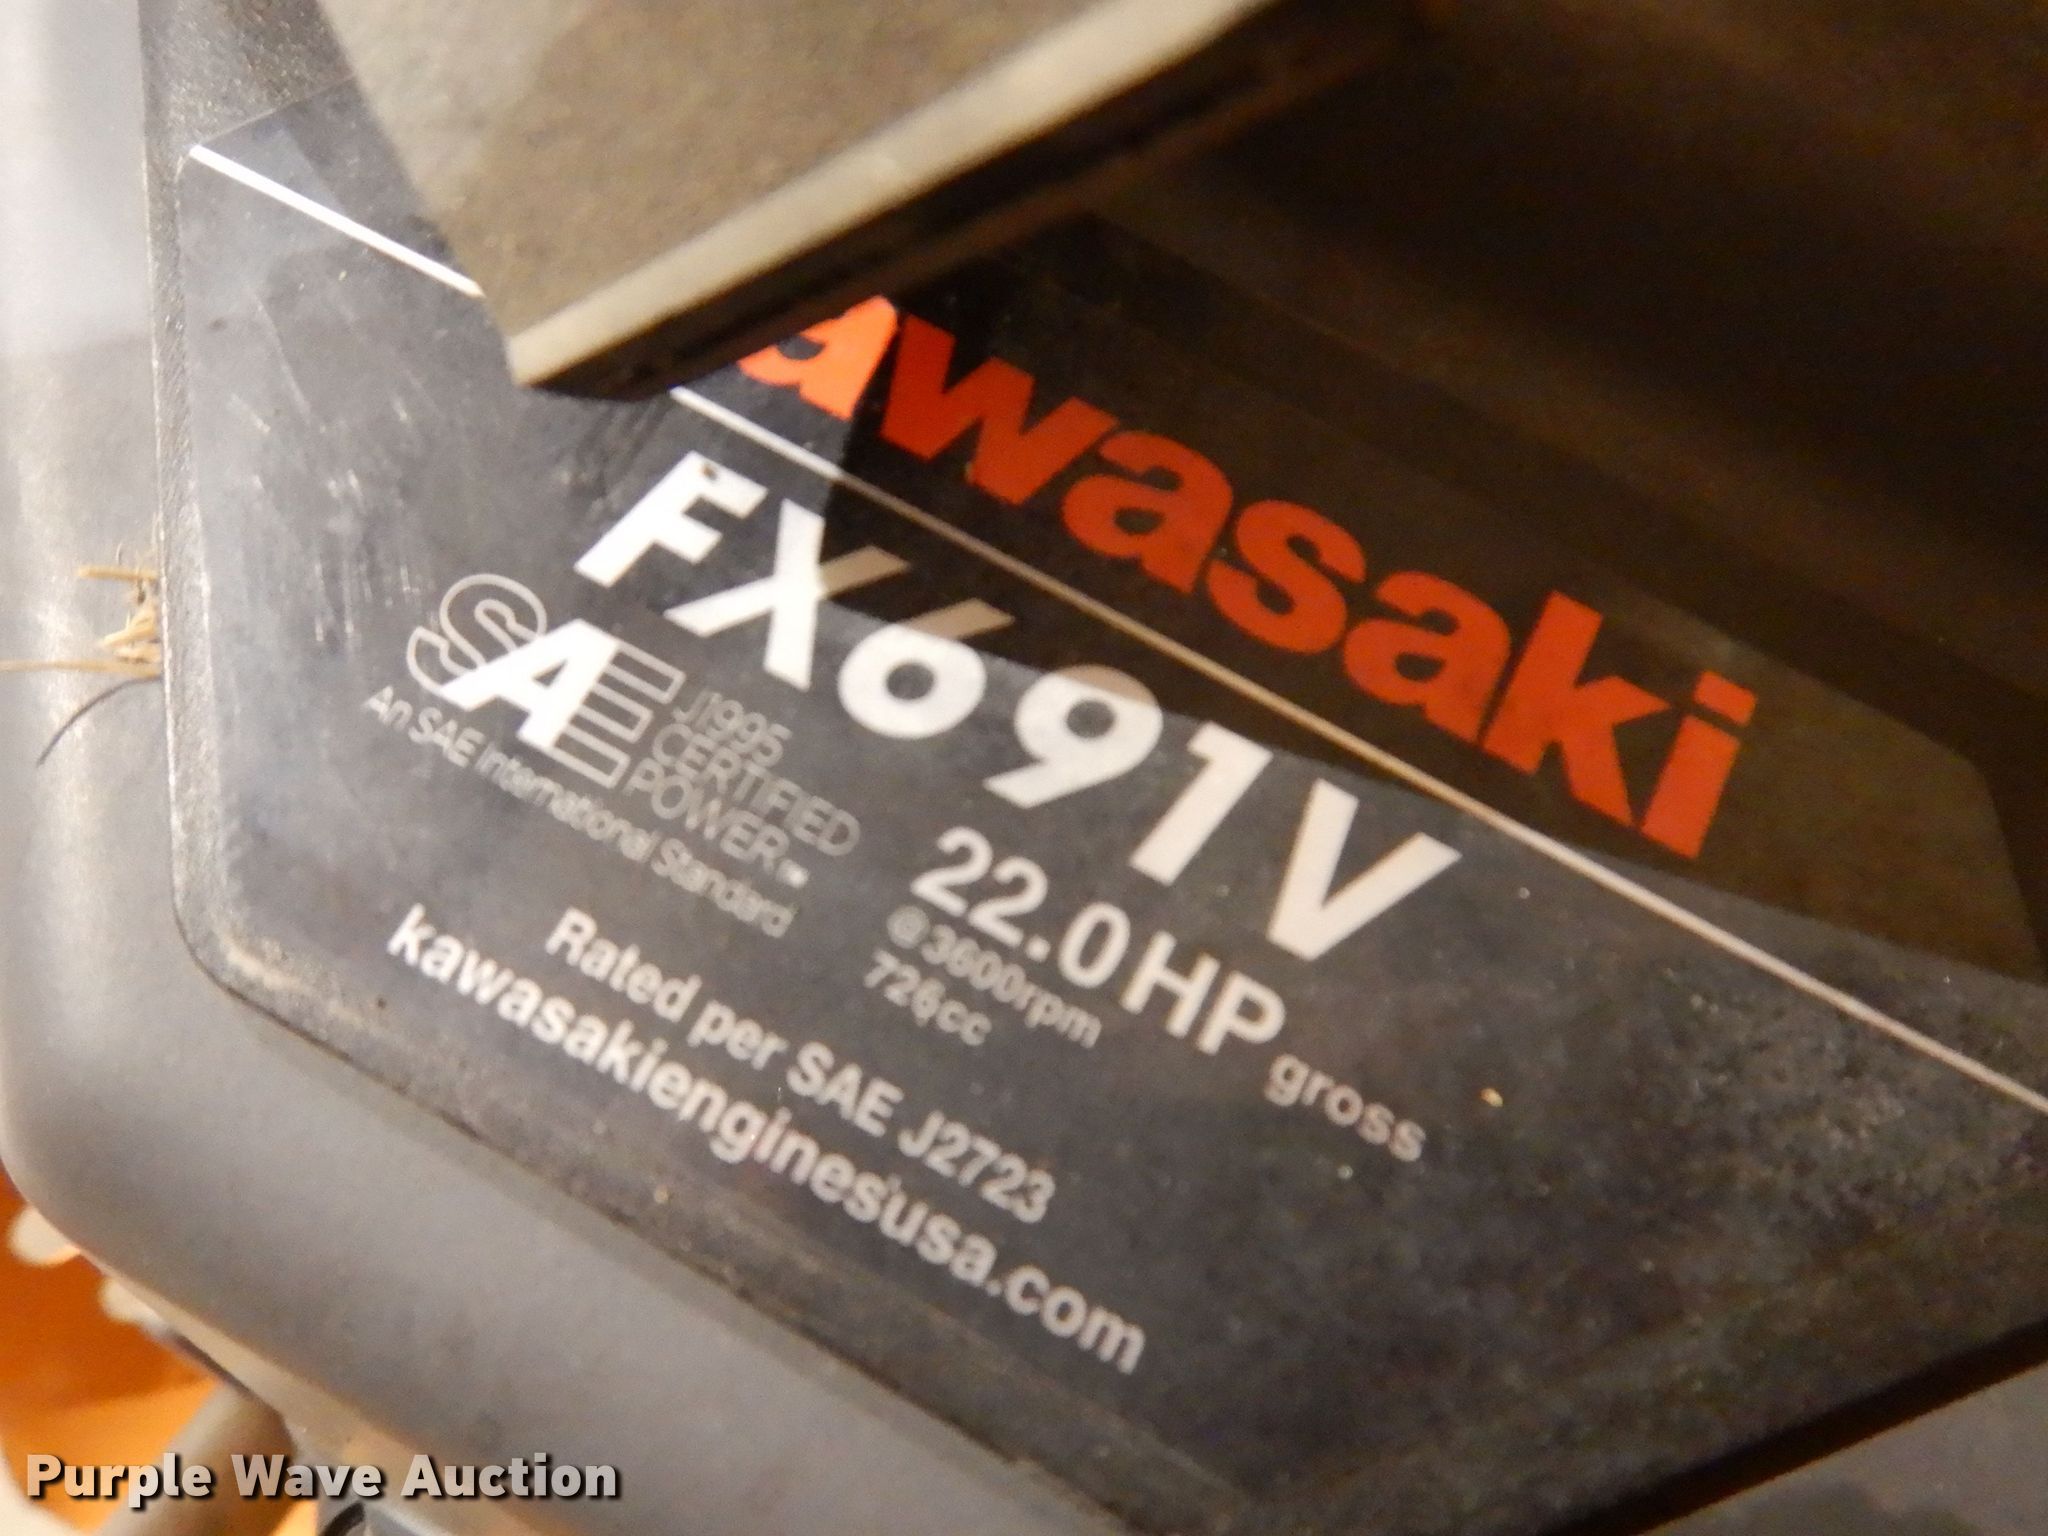 awasaki
FX691V
SAE J1995
CERTIFIED
POWER™
An SAE International Standard
22.0HP gross
@3600rpm
726cc
Rated per SAE J2723
kawasakienginesusa.com
Purple Wave Auction